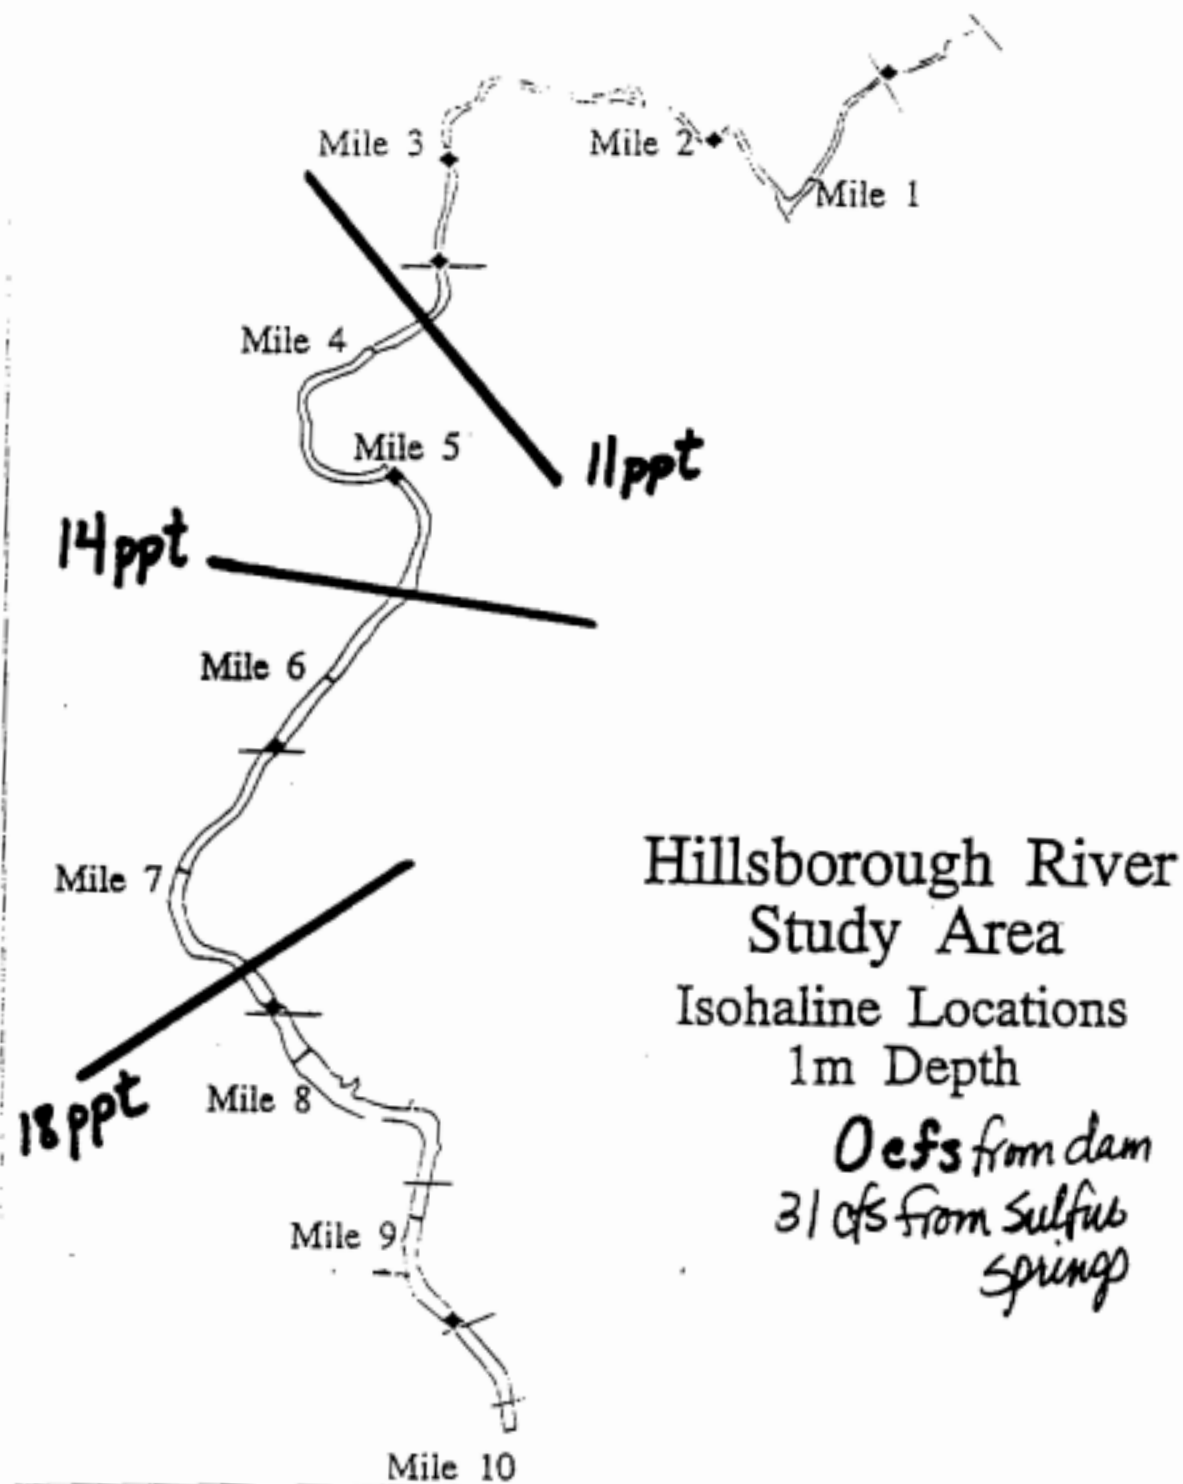 Mile 3
Mile 2
Mile 1
Mile 4
Mile 5
11ppt
14ppt
Mile 6
Mile 7
Hillsborough River
Study Area
Isohaline Locations
1m Depth
18ppt
Mile 8
0 cfs from dam
31 cfs from Sulfus
springs
Mile 9
Mile 10